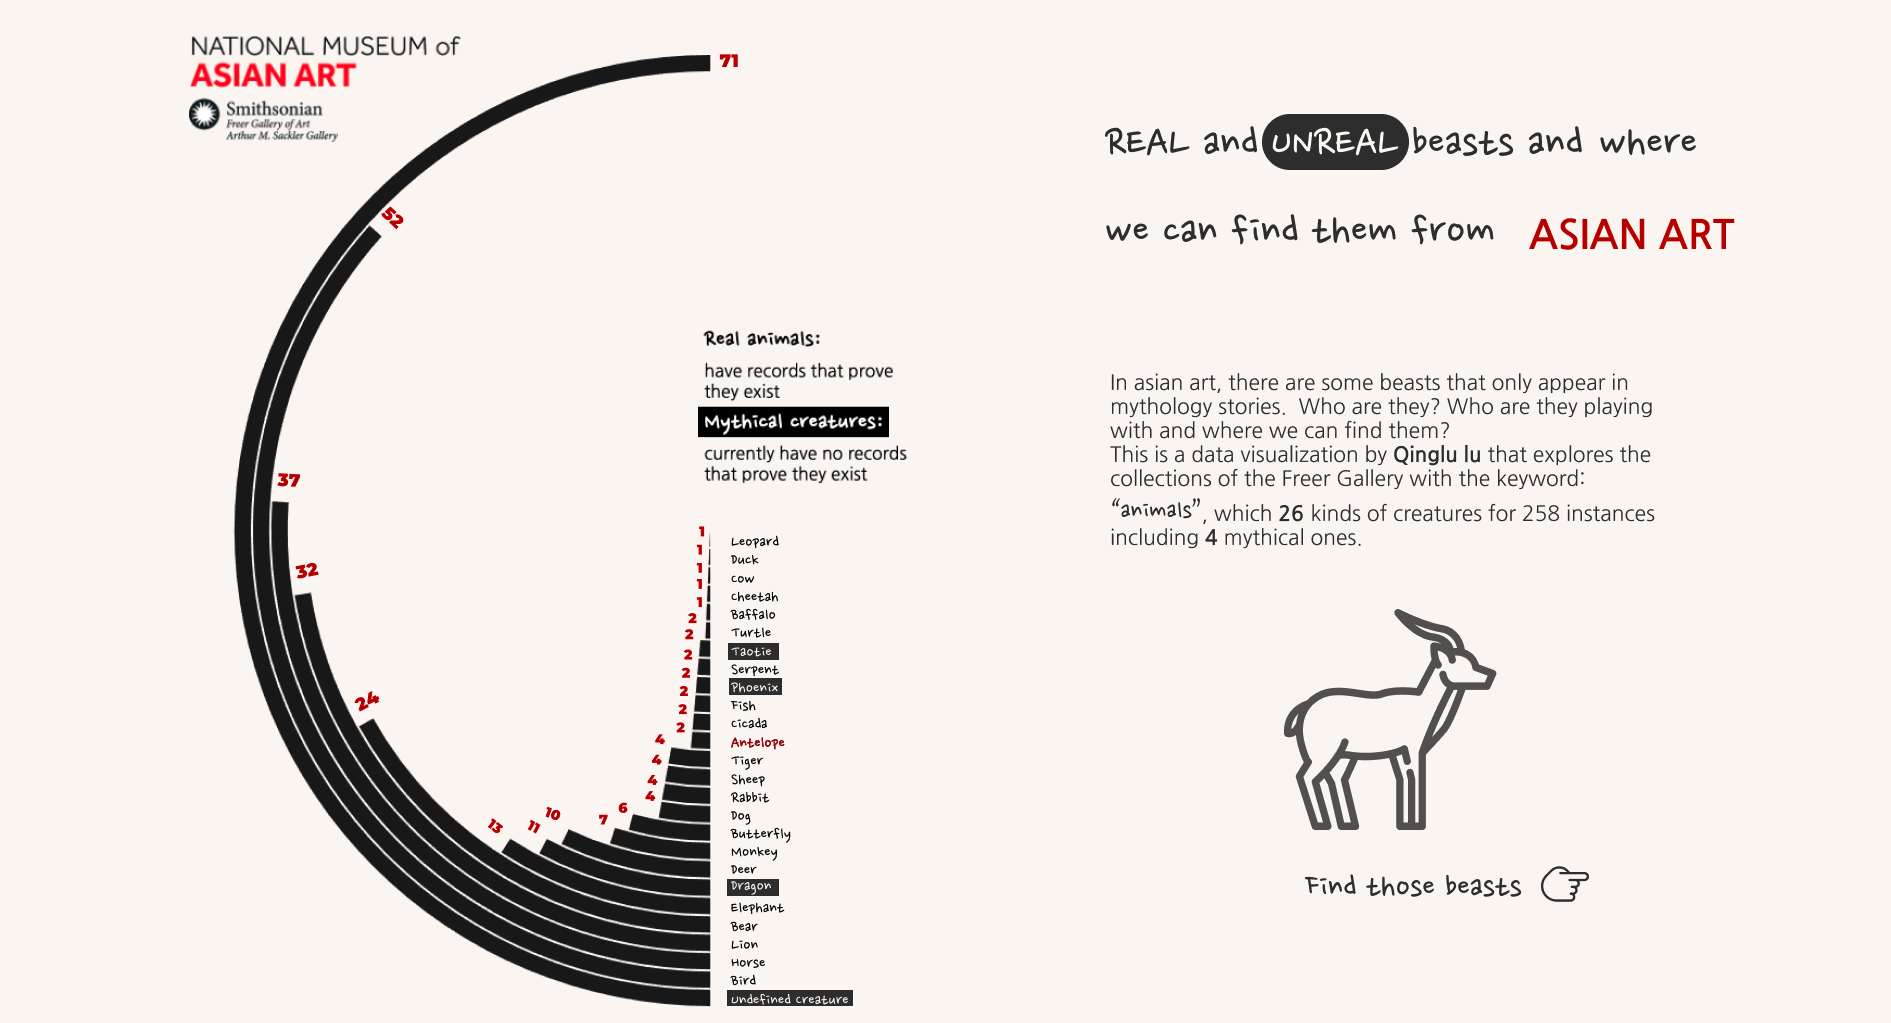 NATIONAL MUSEUM of
ASIAN ART
Smithsonian
Freer Gallery of Art
Arthur M. Sackler Gallery
71
52
37
32
24
13
11
10
7
6
4
4
4
4
2
2
2
2
2
2
2
1
1
1
1
1
Real animals:
have records that prove
they exist
Mythical creatures:
currently have no records
that prove they exist
Leopard
Duck
Cow
Cheetah
Baffalo
Turtle
Taotie
Serpent
Phoenix
Fish
Cicada
Antelope
Tiger
Sheep
Rabbit
Dog
Butterfly
Monkey
Deer
Dragon
Elephant
Bear
Lion
Horse
Bird
Undefined creature
REAL and UNREAL beasts and where
we can find them from ASIAN ART
In asian art, there are some beasts that only appear in
mythology stories. Who are they? Who are they playing
with and where we can find them?
This is a data visualization by Qinglu lu that explores the
collections of the Freer Gallery with the keyword:
“animals”, which 26 kinds of creatures for 258 instances
including 4 mythical ones.
Find those beasts